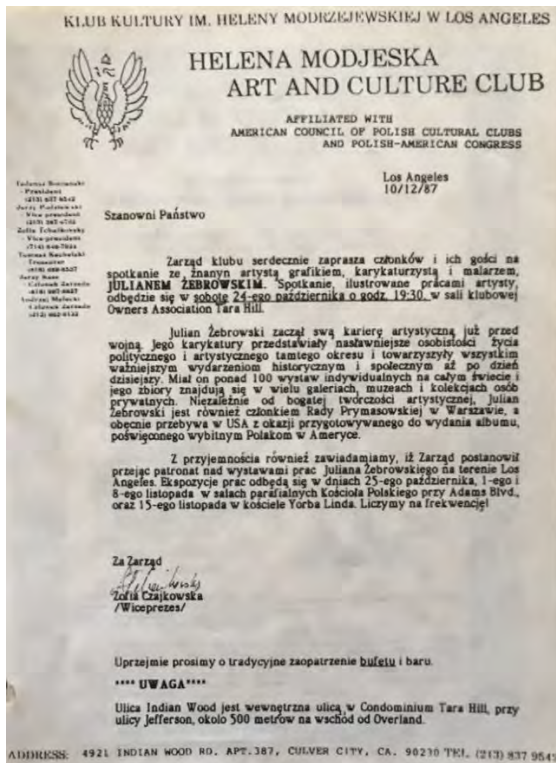 KLUB KULTURY IM. HELENY MODRZEJEWSKIEJ W LOS ANGELES
HELENA MODJESKA
ART AND CULTURE CLUB
AFFILIATED WITH
AMERICAN COUNCIL OF POLISH CULTURAL CLUBS
AND POLISH-AMERICAN CONGRESS
Los Angeles
10/12/87
- President
- Vice president
- Vice president
Szanowni Państwo
Zarząd klubu serdecznie zaprasza członków i ich gości na
spotkanie ze znanym artystą grafikiem, karykaturzystą i malarzem,
JULIANEM ŻEBROWSKIM. Spotkanie, ilustrowane pracami artysty,
odbędzie się w sobotę 24-ego października o godz. 19:30 w sali klubowej
Owners Association Tara Hill.
Julian Żebrowski zaczął swą karierę artystyczną już przed
wojną. Jego karykatury przedstawiały najsławniejsze osobistości życia
politycznego i artystycznego tamtego okresu i towarzyszyły wszystkim
ważniejszym wydarzeniom historycznym i społecznym aż po dzień
dzisiejszy. Miał on ponad 100 wystaw indywidualnych na całym świecie i
jego zbiory znajdują się w wielu galeriach, muzeach i kolekcjach osób
prywatnych. Niezależnie od bogatej twórczości artystycznej, Julian
Żebrowski jest również członkiem Rady Prymasowskiej w Warszawie, a
obecnie przebywa w USA z okazji przygotowywanego do wydania albumu,
poświęconego wybitnym Polakom w Ameryce.
Z przyjemnością również zawiadamiamy, iż Zarząd postanowił
przejąc patronat nad wystawami prac Juliana Żebrowskiego na terenie Los
Angeles. Ekspozycje prac odbędą się w dniach 25-ego października, 1-ego i
8-ego listopada w salach parafialnych Kościoła Polskiego przy Adams Blvd.,
oraz 15-ego listopada w kościele Yorba Linda. Liczymy na frekwencję!
Za Zarząd
Zofia Czajkowska
/Wiceprezes/
Uprzejmie prosimy o tradycyjne zaopatrzenie bufetu i baru.
**** UWAGA****
Ulica Indian Wood jest wewnętrzna ulicą w Condominium Tara Hill, przy
ulicy Jefferson, około 500 metrów na wschód od Overland.
ADDRESS: 4921 INDIAN WOOD RD. APT.387, CULVER CITY, CA. 90230 TEL. (213) 837 9541